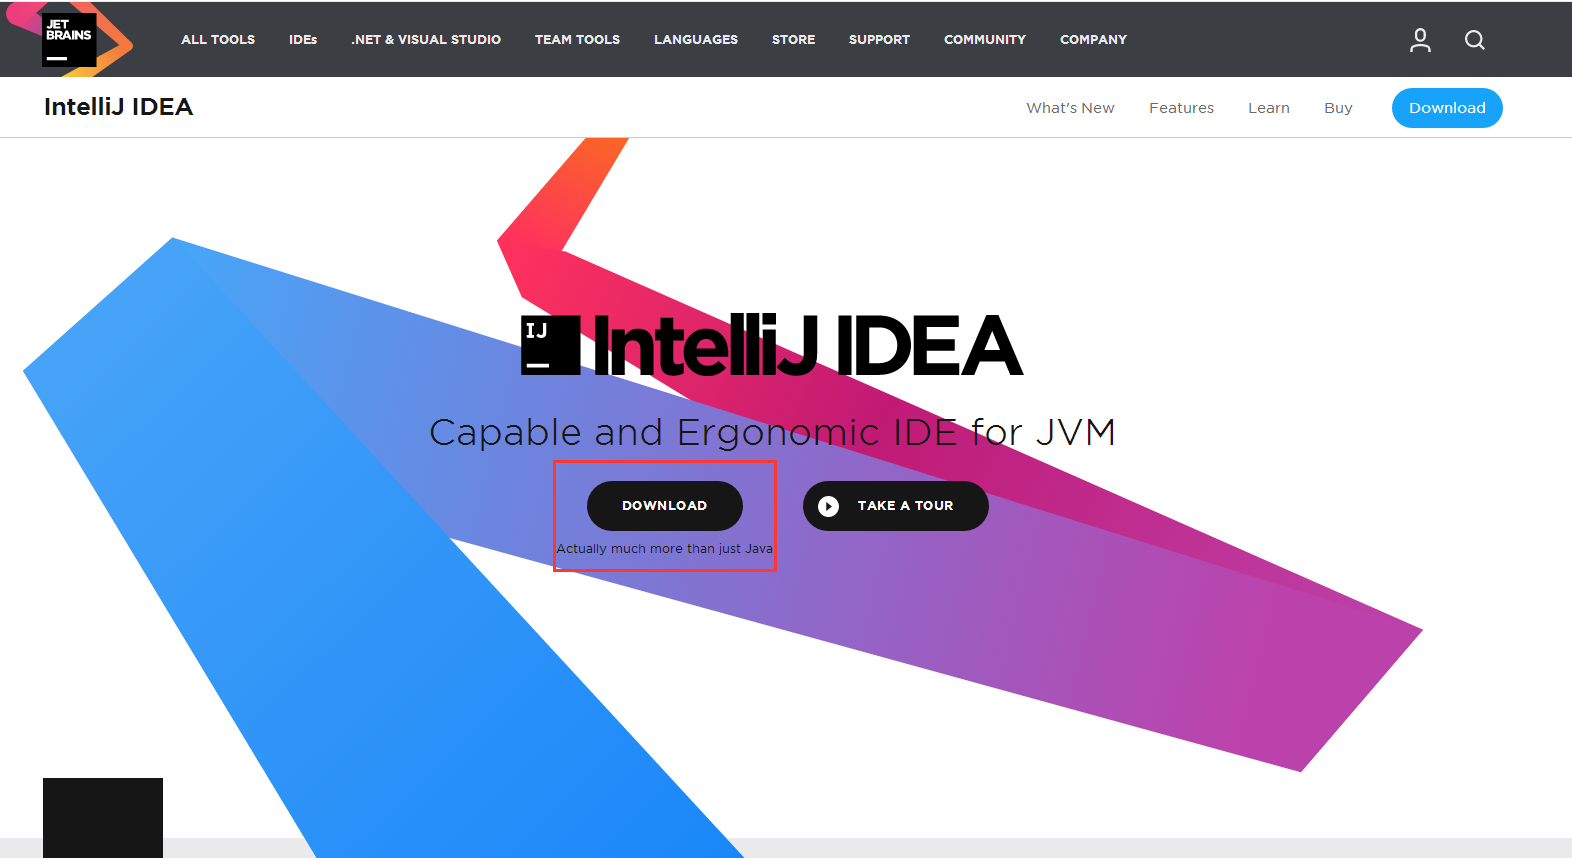 JET
BRAINS
ALL TOOLS IDEs .NET & VISUAL STUDIO TEAM TOOLS LANGUAGES STORE SUPPORT COMMUNITY COMPANY
IntelliJ IDEA What's New Features Learn Buy Download
IJ IntelliJ IDEA
Capable and Ergonomic IDE for JVM
DOWNLOAD TAKE A TOUR
Actually much more than just Java